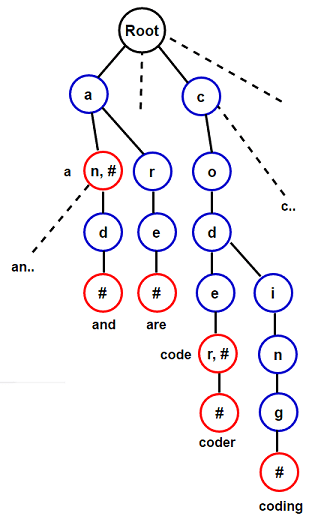 Root
a c
a n, # r o c..
an.. d e d
# # e i
and are
code r, # n
# g
coder
#
coding